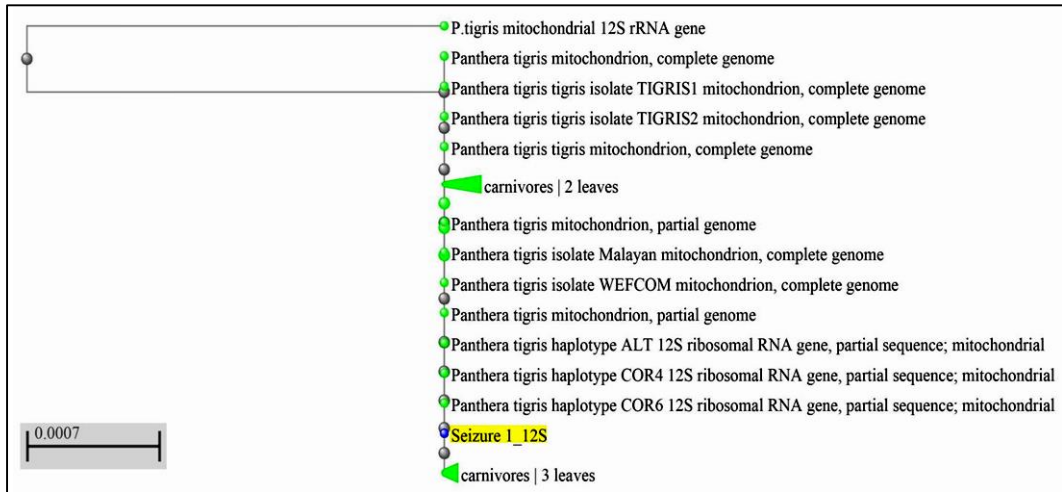 P.tigris mitochondrial 12S rRNA gene
Panthera tigris mitochondrion, complete genome
Panthera tigris tigris isolate TIGRIS1 mitochondrion, complete genome
Panthera tigris tigris isolate TIGRIS2 mitochondrion, complete genome
Panthera tigris tigris mitochondrion, complete genome
carnivores | 2 leaves
Panthera tigris mitochondrion, partial genome
Panthera tigris isolate Malayan mitochondrion, complete genome
Panthera tigris isolate WEFCOM mitochondrion, complete genome
Panthera tigris mitochondrion, partial genome
Panthera tigris haplotype ALT 12S ribosomal RNA gene, partial sequence; mitochondrial
Panthera tigris haplotype COR4 12S ribosomal RNA gene, partial sequence; mitochondrial
Panthera tigris haplotype COR6 12S ribosomal RNA gene, partial sequence; mitochondrial
0.0007
Seizure 1_12S
carnivores | 3 leaves